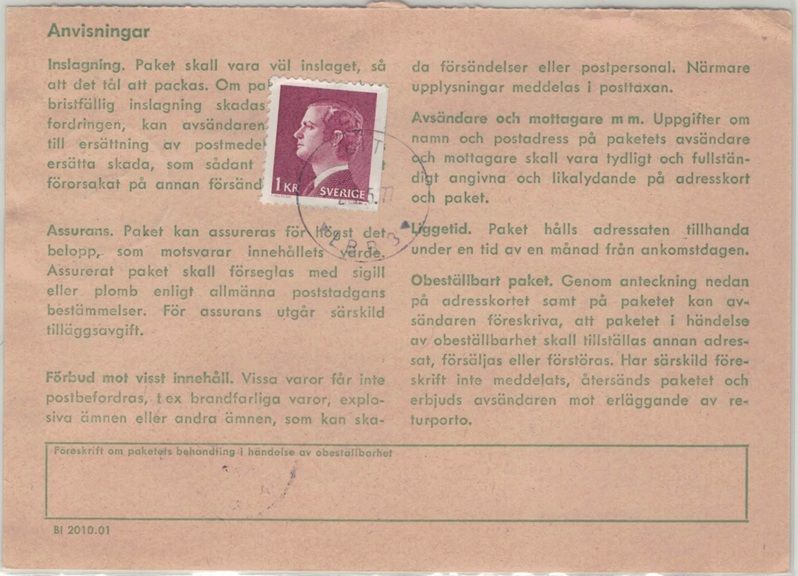 Anvisningar
Inslagning. Paket skall vara väl inslaget, så
att det tål att packas. Om
bristfällig inslagning skadas
fordringen, kan avsändaren
till ersättning av
ersätta skada, som sådant
förorsakat på annan
1 KR SVERIGE
Assurans. Paket kan assureras för högst det
belopp, som motsvarar innehållets värde.
Assurerat paket skall förseglas med sigill
eller plomb enligt allmänna poststadgans
bestämmelser. För assurans utgår särskild
tilläggsavgift.
Förbud mot visst innehåll. Vissa varor får inte
postbefordras, t ex brandfarliga varor, explo-
siva ämnen eller andra ämnen, som kan ska-
da försändelser eller postpersonal. Närmare
upplysningar meddelas i posttaxan.
Avsändare och mottagare m m. Uppgifter om
namn och postadress på paketets avsändare
och mottagare skall vara tydligt och fullstän-
digt angivna och likalydande på adresskort
och paket.
Liggetid. Paket hålls adressaten tillhanda
under en tid av en månad från ankomstdagen.
Obeställbart paket. Genom anteckning nedan
på adresskortet samt på paketet kan av-
sändaren föreskriva, att paketet i händelse
av obeställbarhet skall tillställas annan adres-
sat, försäljas eller förstöras. Har särskild före-
skrift inte meddelats, återsänds paketet och
erbjuds avsändaren mot erläggande av re-
turporto.
Föreskrift om paketets behandling i händelse av obeställbarhet
Bl 2010.01